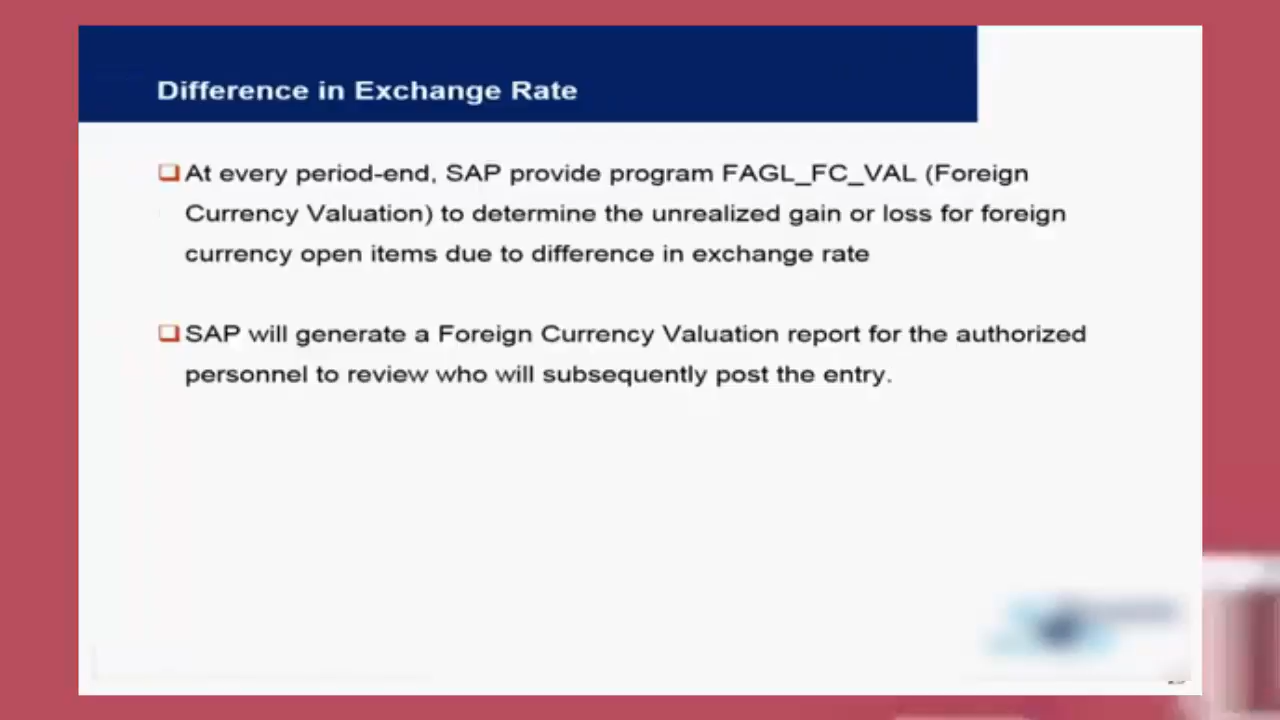 Difference in Exchange Rate
At every period-end, SAP provide program FAGL_FC_VAL (Foreign
Currency Valuation) to determine the unrealized gain or loss for foreign
currency open items due to difference in exchange rate
SAP will generate a Foreign Currency Valuation report for the authorized
personnel to review who will subsequently post the entry.